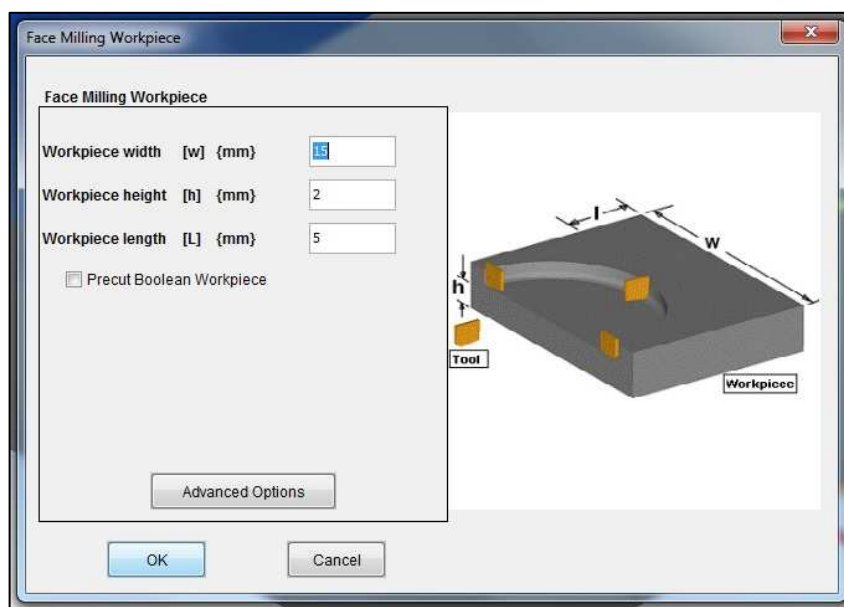 Face Milling Workpiece
Face Milling Workpiece
Workpiece width [w] {mm} 15
Workpiece height [h] {mm} 2
Workpiece length [L] {mm} 5
Precut Boolean Workpiece
l
W
h
Tool
Workpiece
Advanced Options
OK Cancel